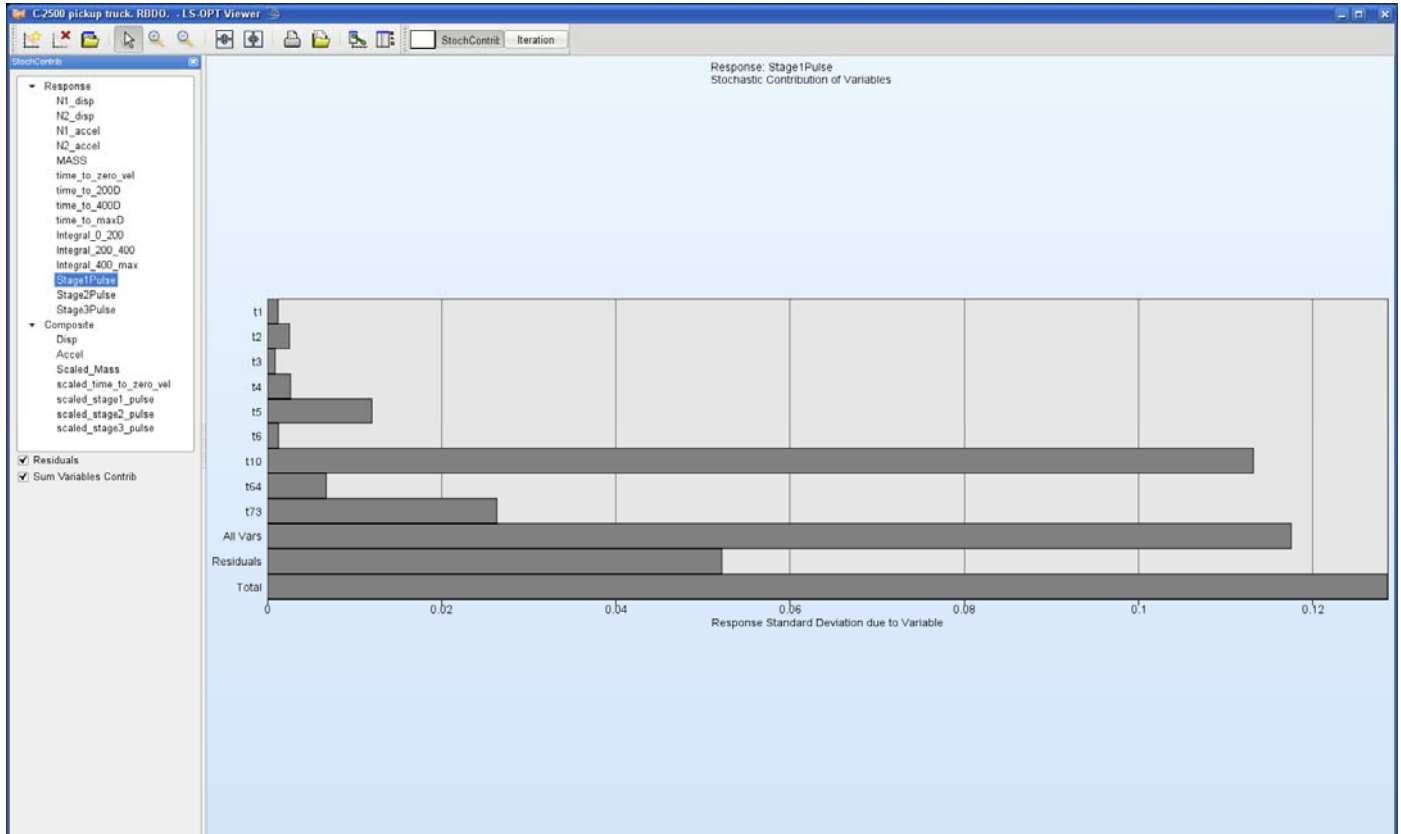 C-2500 pickup truck. RBDO. - LS-OPT Viewer
StochContrib Iteration
StochContrib
Response
N1_disp
N2_disp
N1_accel
N2_accel
MASS
time_to_zero_vel
time_to_200D
time_to_400D
time_to_maxD
Integral_0_200
Integral_200_400
Integral_400_max
Stage1Pulse
Stage2Pulse
Stage3Pulse
Composite
Disp
Accel
Scaled_Mass
scaled_time_to_zero_vel
scaled_stage1_pulse
scaled_stage2_pulse
scaled_stage3_pulse
Residuals
Sum Variables Contrib
Response: Stage1Pulse
Stochastic Contribution of Variables
t1
t2
t3
t4
t5
t6
t10
t64
t73
All Vars
Residuals
Total
0 0.02 0.04 0.06 0.08 0.1 0.12
Response Standard Deviation due to Variable